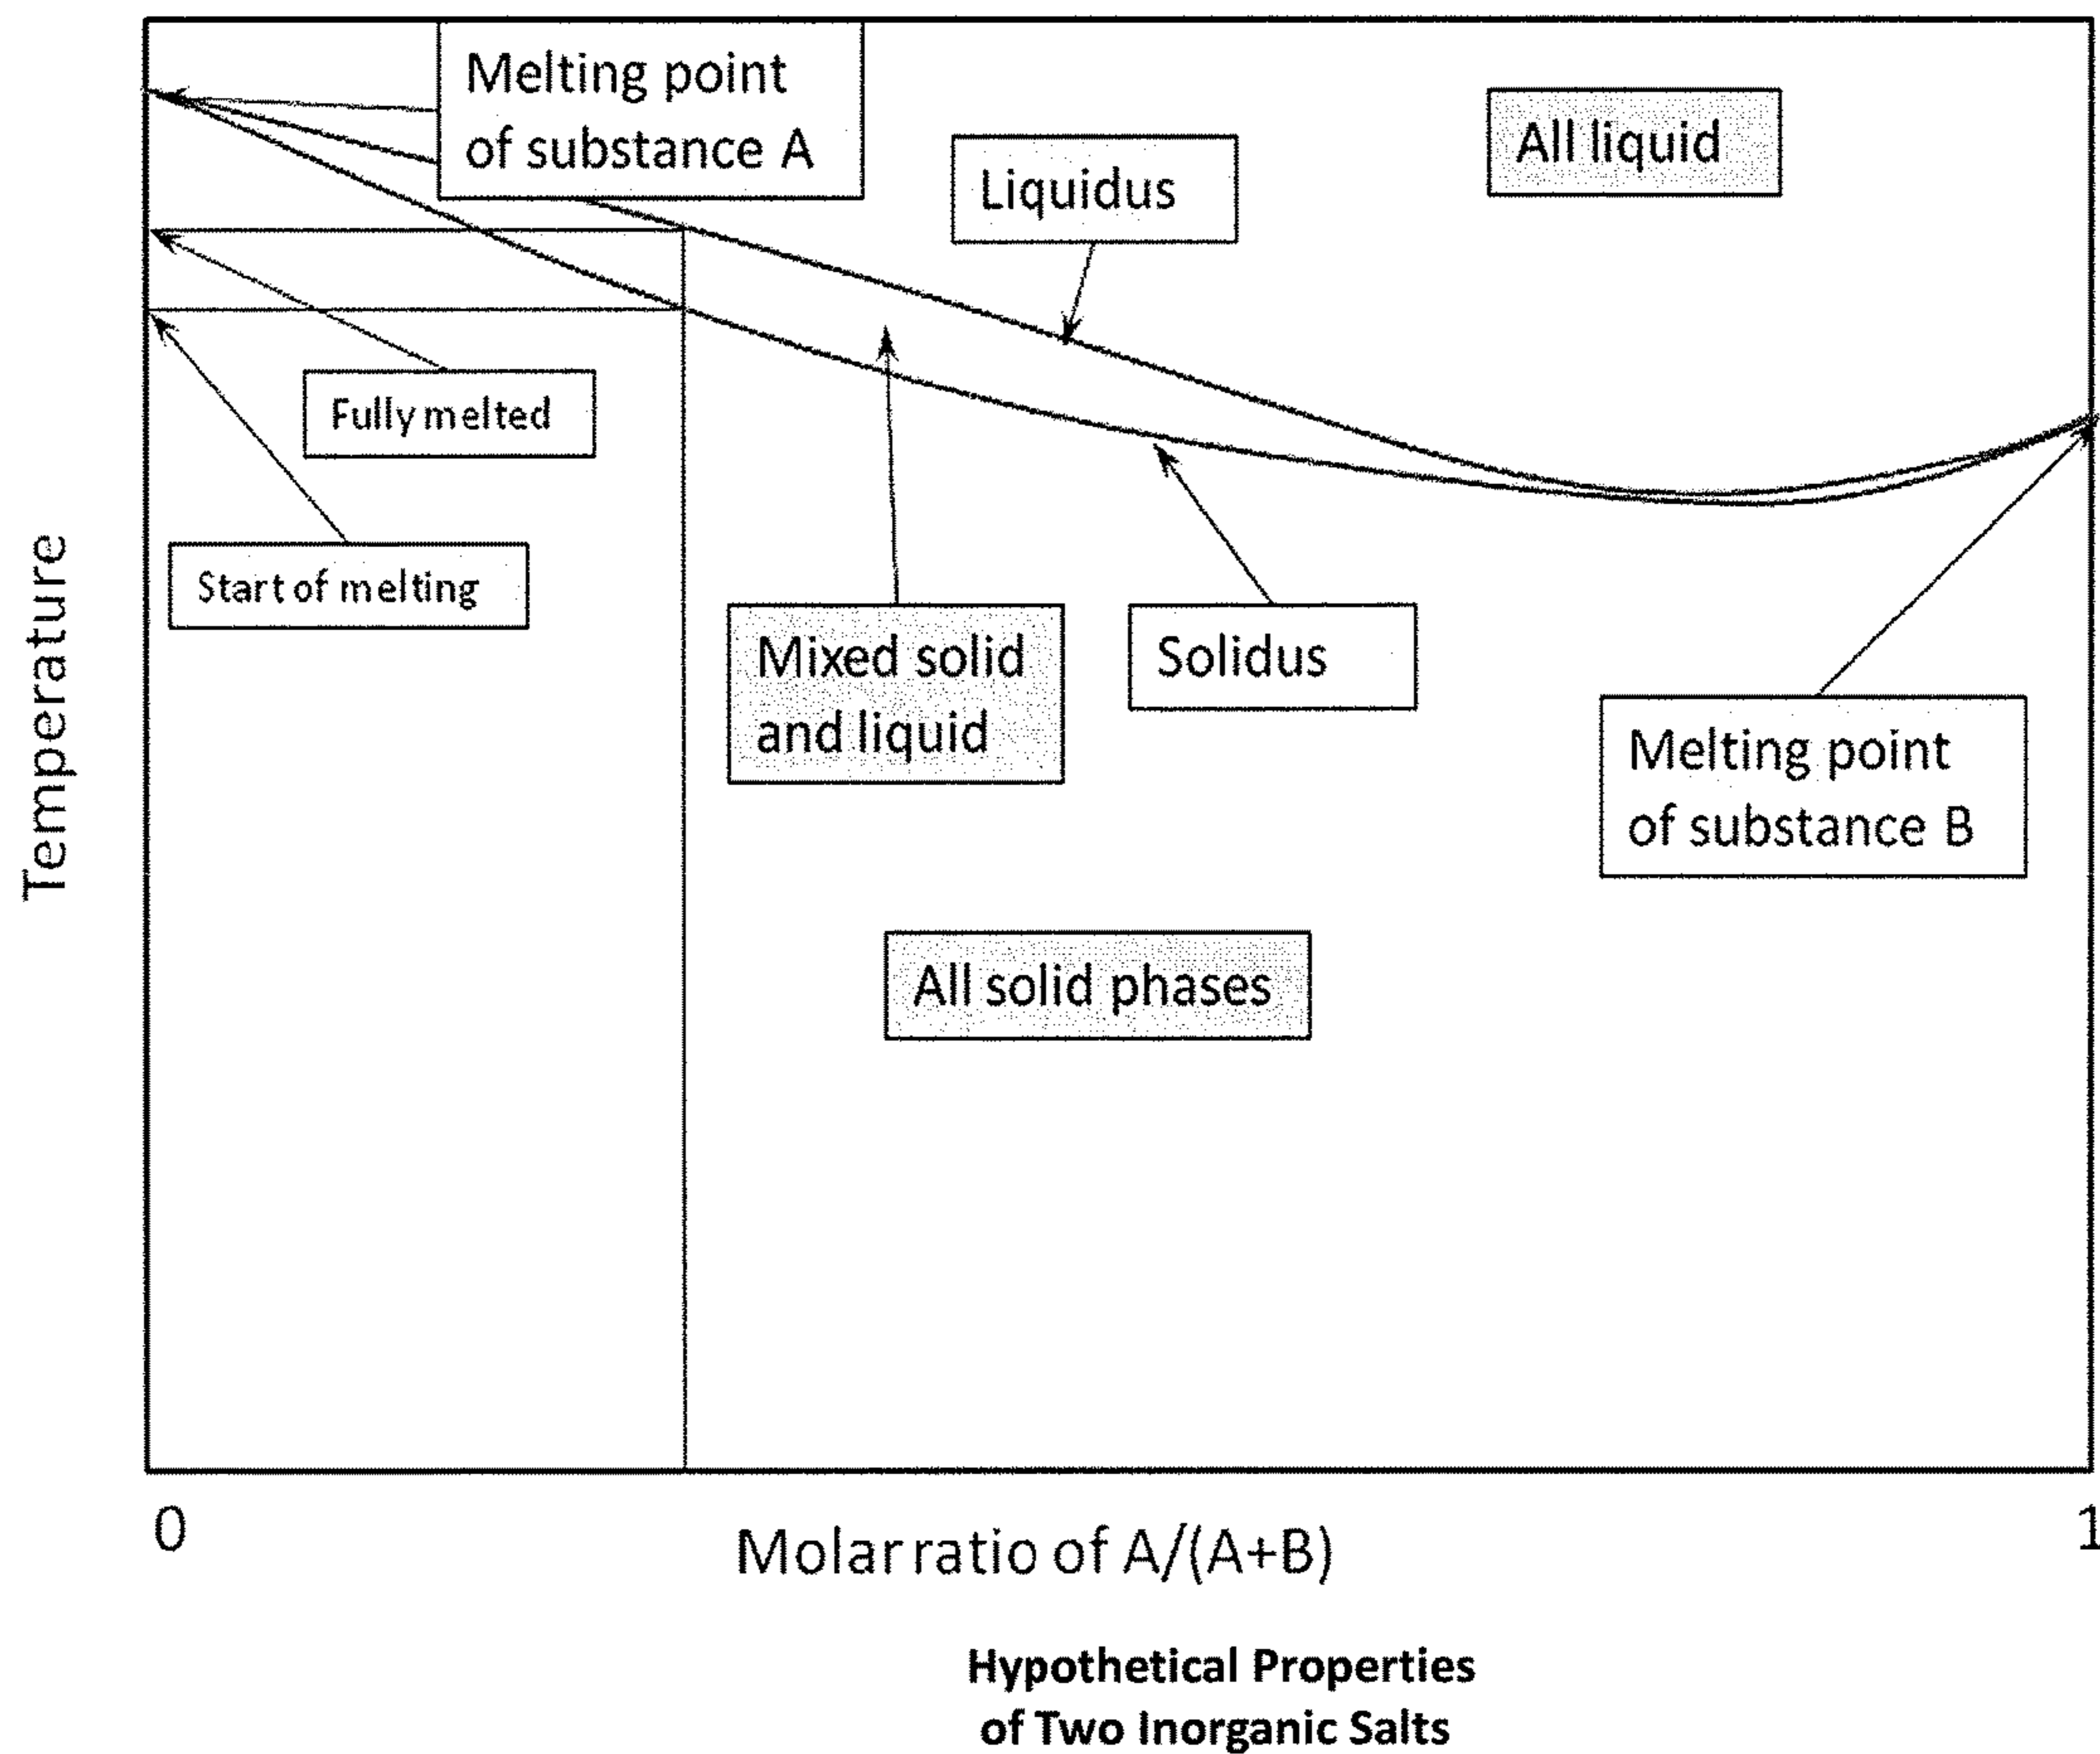 Melting point
of substance A
All liquid
Liquidus
Fully melted
Start of melting
Mixed solid
and liquid
Solidus
Melting point
of substance B
All solid phases
Temperature
0
1
Molar ratio of A/(A+B)
Hypothetical Properties
of Two Inorganic Salts